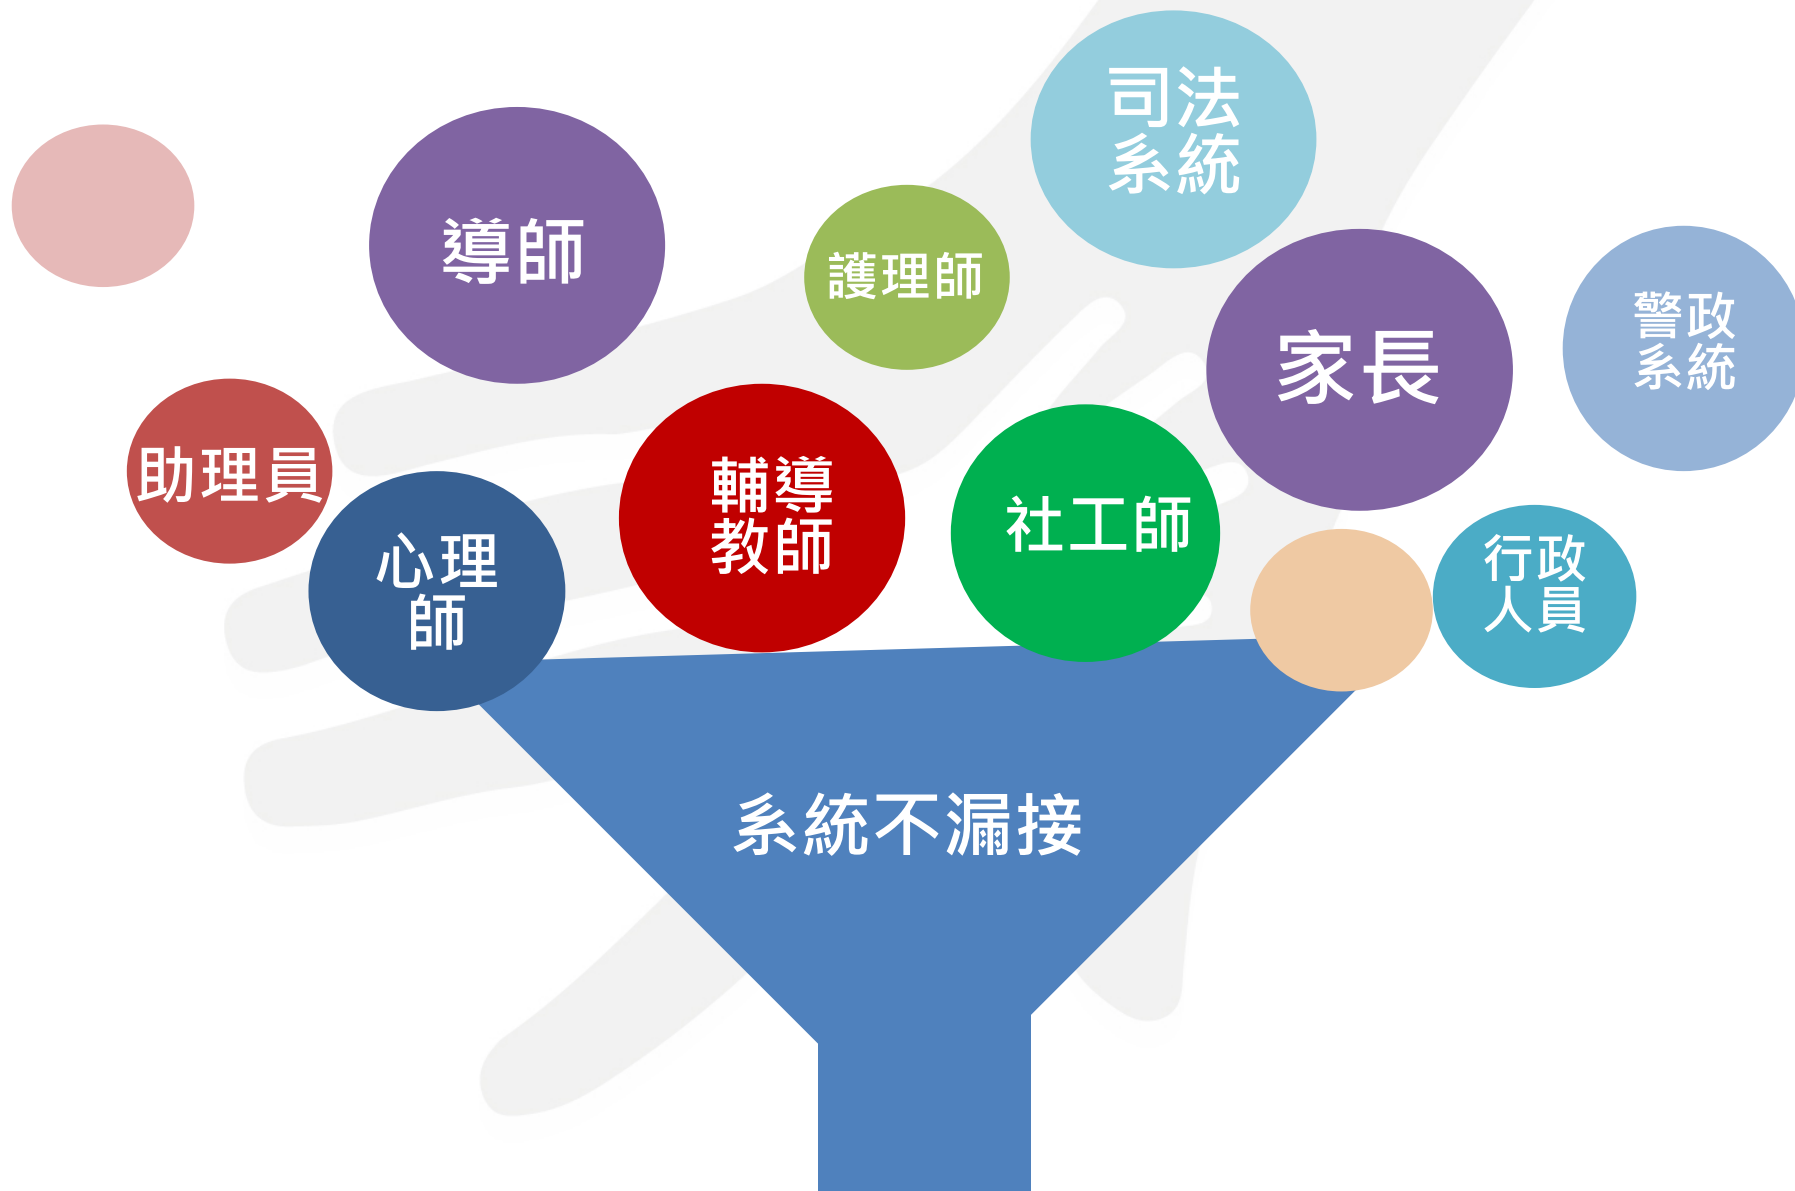 司法
系統
導師
護理師
家長
警政
系統
助理員
心理
師
輔導
教師
社工師
行政
人員
系統不漏接